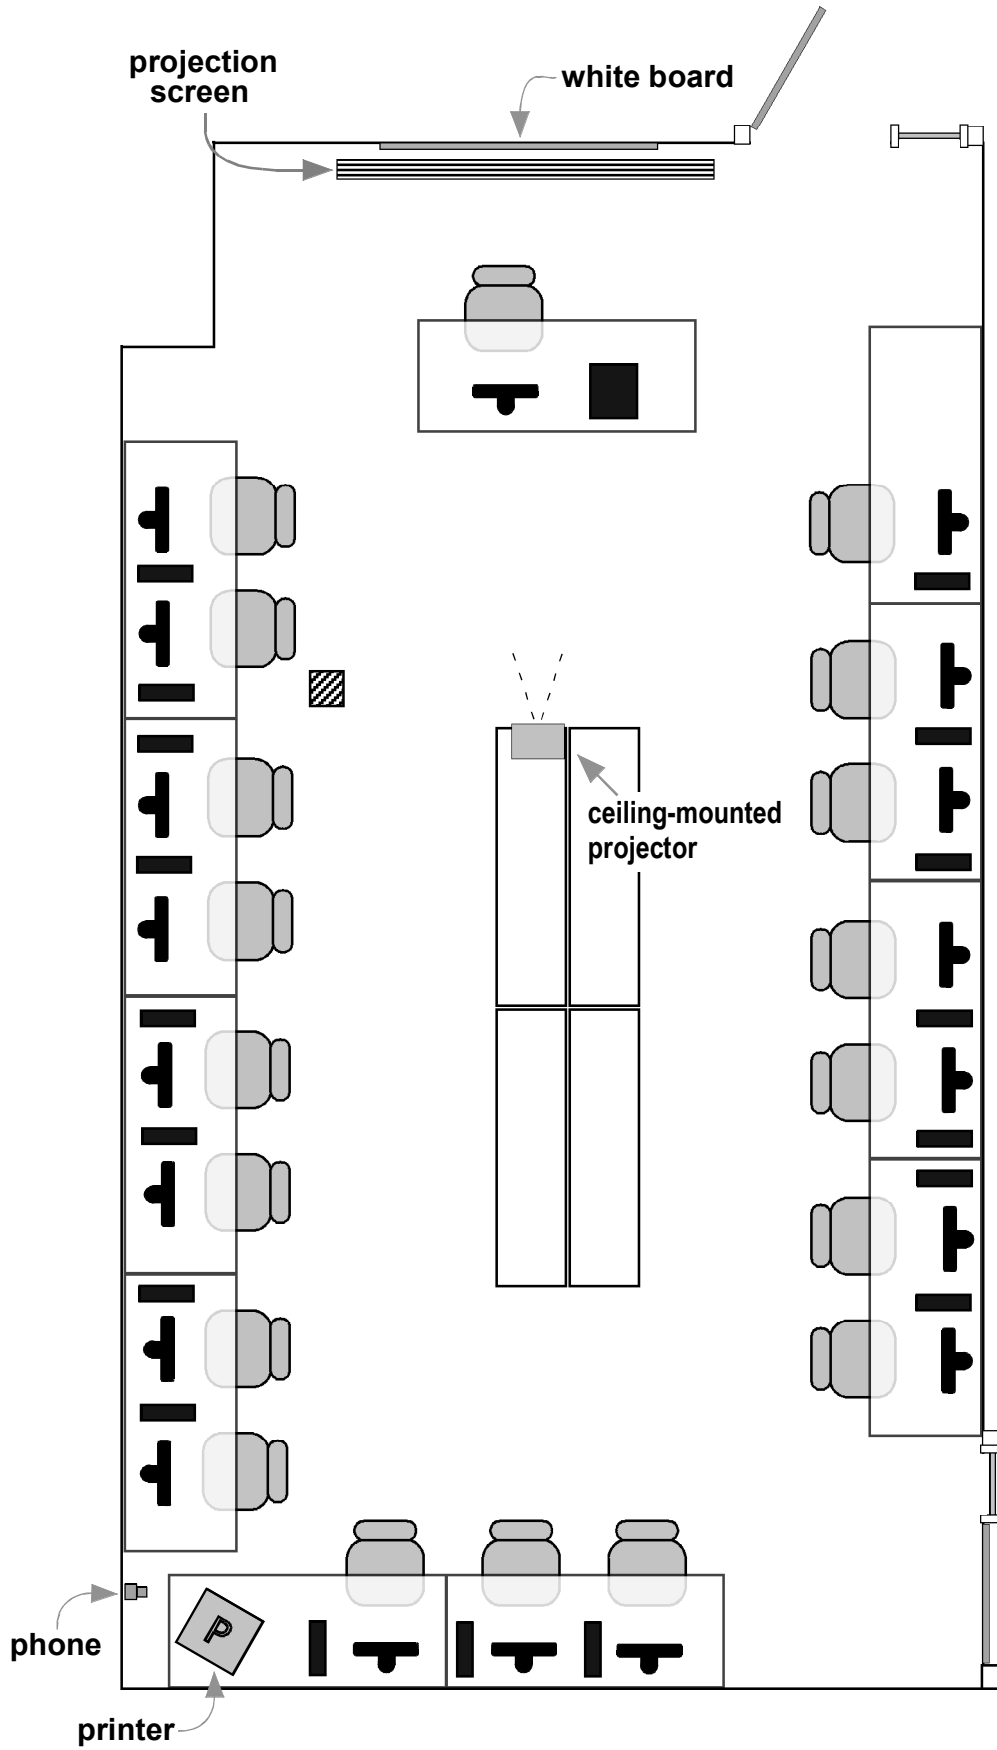 projection
screen
white board
ceiling-mounted
projector
P
phone
printer